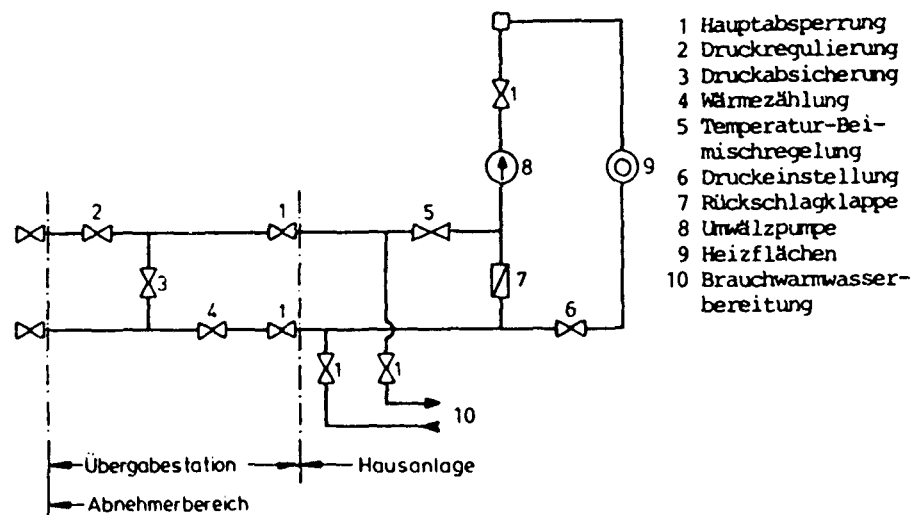 1 Hauptabsperrung
2 Druckregulierung
3 Druckabsicherung
4 Wärmezählung
5 Temperatur-Bei-
mischregelung
6 Druckeinstellung
7 Rückschlagklappe
8 Umwälzpumpe
9 Heizflächen
10 Brauchwarmwasser-
bereitung
1
8
9
2
1
5
3
7
4
1
6
1
1
10
Übergabestation
Hausanlage
Abnehmerbereich